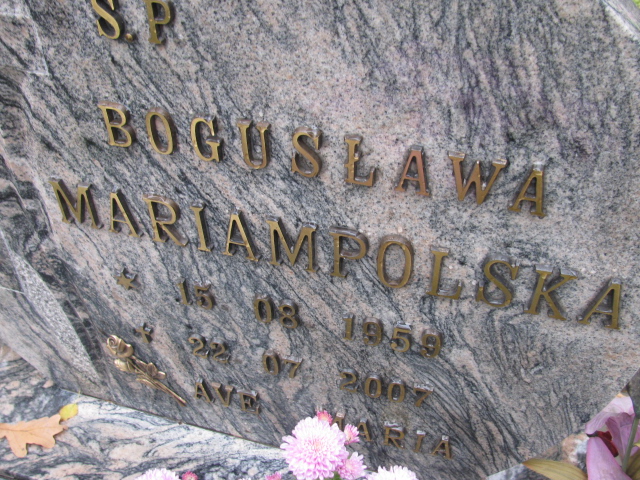 Ś.P
BOGUSŁAWA
MARIAMPOLSKA
* 15 08 1959
+ 22. 07 2007
AVE MARIA